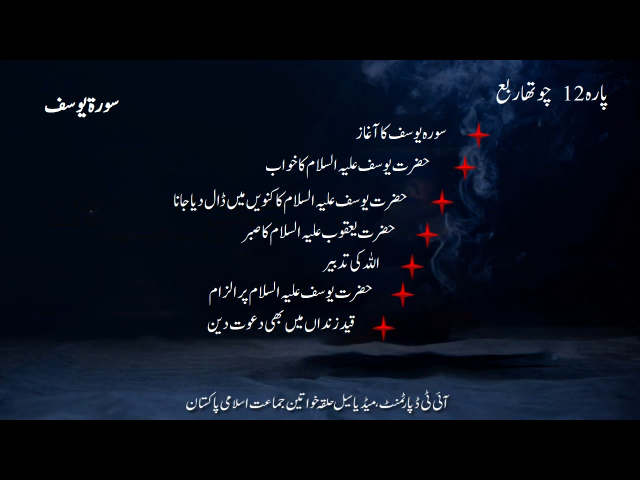 پارہ 12 چوتھا ربع
سورۃ یوسف
سورہ یوسف کا آغاز
حضرت یوسف علیہ السلام کا خواب
حضرت یوسف علیہ السلام کا کنویں میں ڈال دیا جانا
حضرت یعقوب علیہ السلام کا صبر
اللہ کی تدبیر
حضرت یوسف علیہ السلام پر الزام
قید زنداں میں بھی دعوت دین
آئی ٹی ڈپارٹمنٹ، میڈیا سیل حلقہ خواتین جماعت اسلامی پاکستان